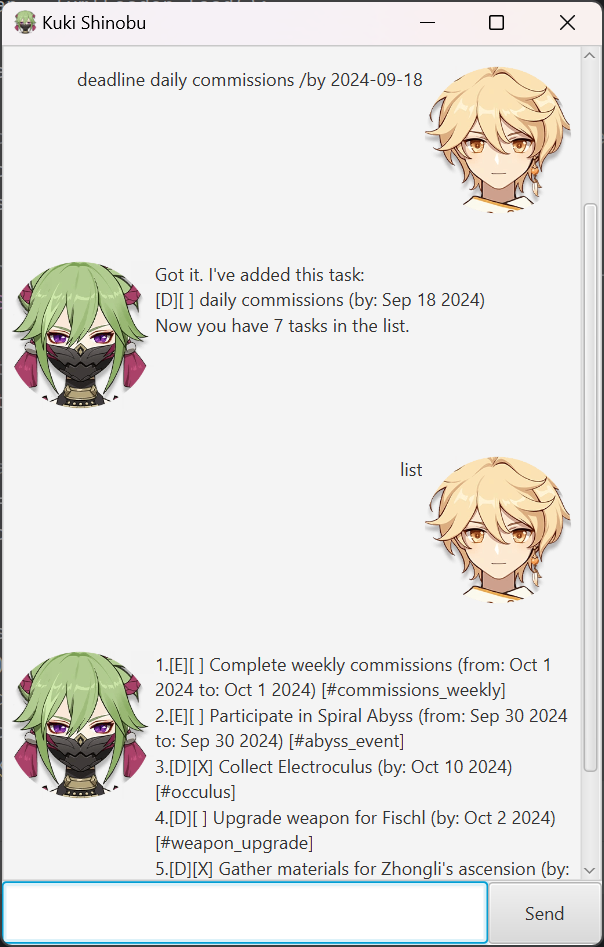 Kuki Shinobu
deadline daily commissions /by 2024-09-18
Got it. I've added this task:
[D][ ] daily commissions (by: Sep 18 2024)
Now you have 7 tasks in the list.
list
1.[E][ ] Complete weekly commissions (from: Oct 1
2024 to: Oct 1 2024) [#commissions_weekly]
2.[E][ ] Participate in Spiral Abyss (from: Sep 30 2024
to: Sep 30 2024) [#abyss_event]
3.[D][X] Collect Electroculus (by: Oct 10 2024)
[#occulus]
4.[D][ ] Upgrade weapon for Fischl (by: Oct 2 2024)
[#weapon_upgrade]
5.[D][X] Gather materials for Zhongli's ascension (by:
Send